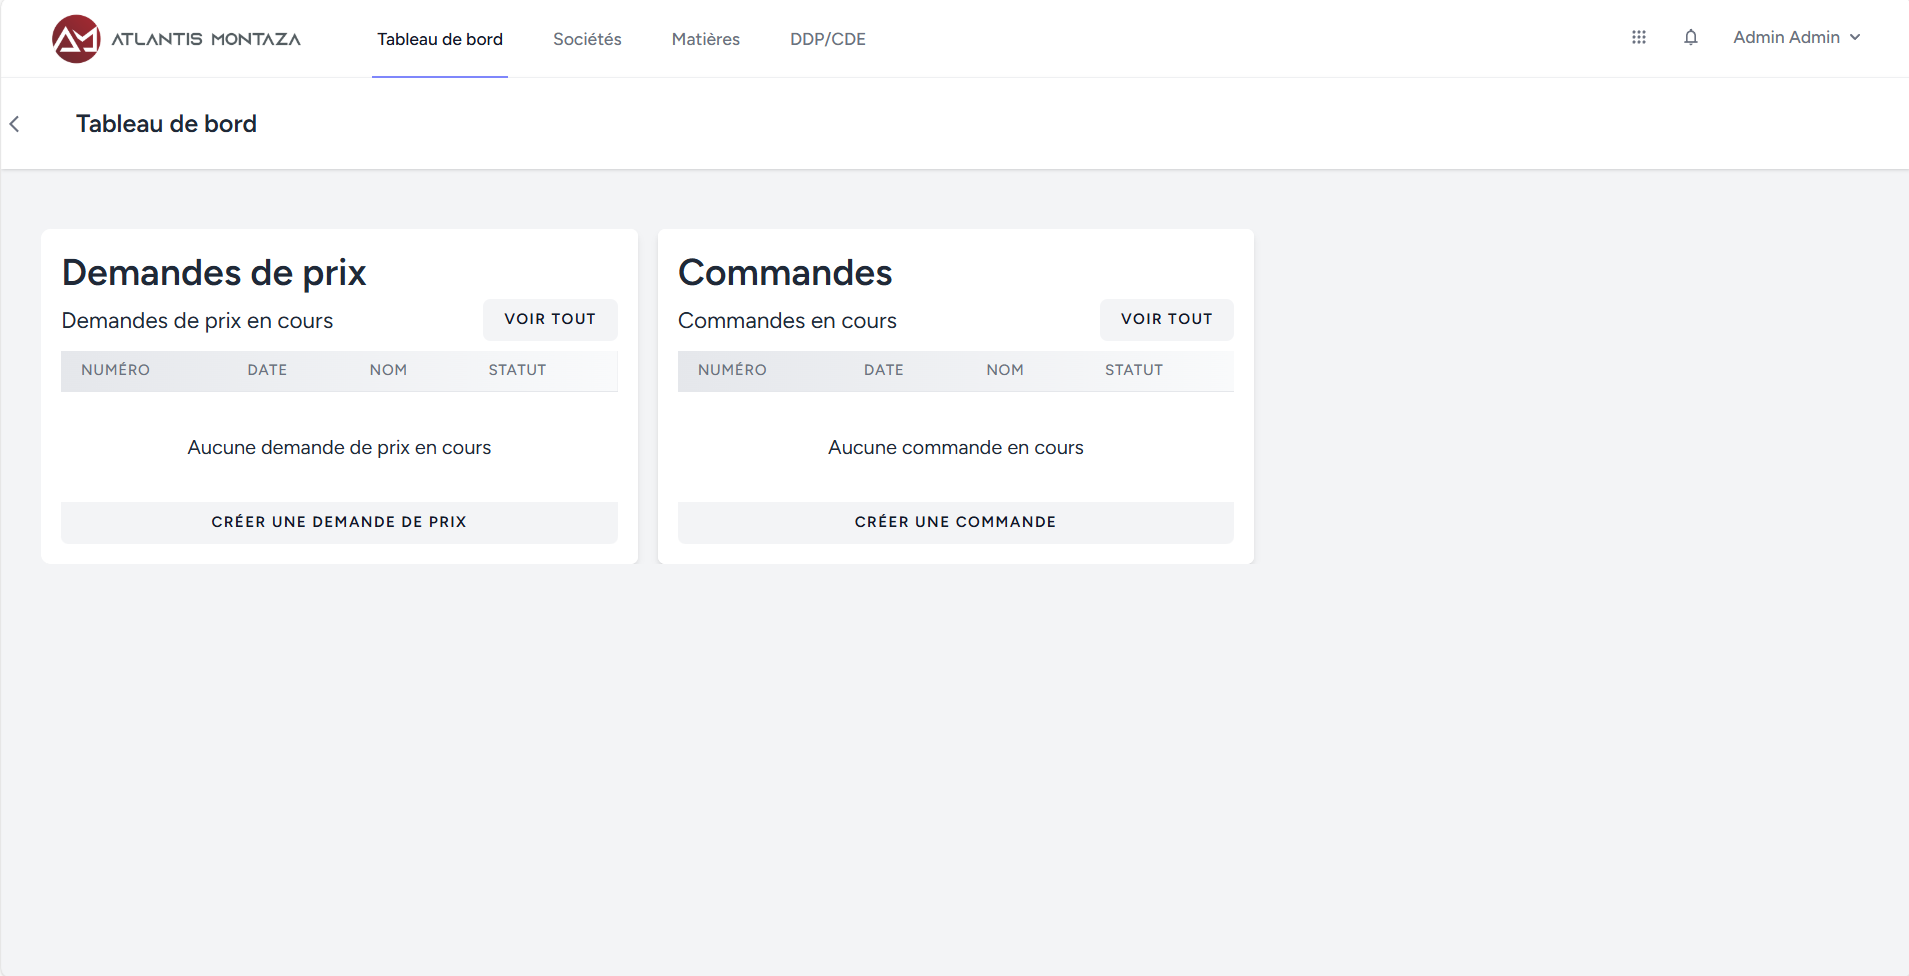 ATLANTIS MONTAZA
Tableau de bord
Sociétés
Matières
DDP/CDE
Admin Admin
Tableau de bord
Demandes de prix
Demandes de prix en cours
VOIR TOUT
NUMÉRO DATE NOM STATUT
Aucune demande de prix en cours
CRÉER UNE DEMANDE DE PRIX
Commandes
Commandes en cours
VOIR TOUT
NUMÉRO DATE NOM STATUT
Aucune commande en cours
CRÉER UNE COMMANDE